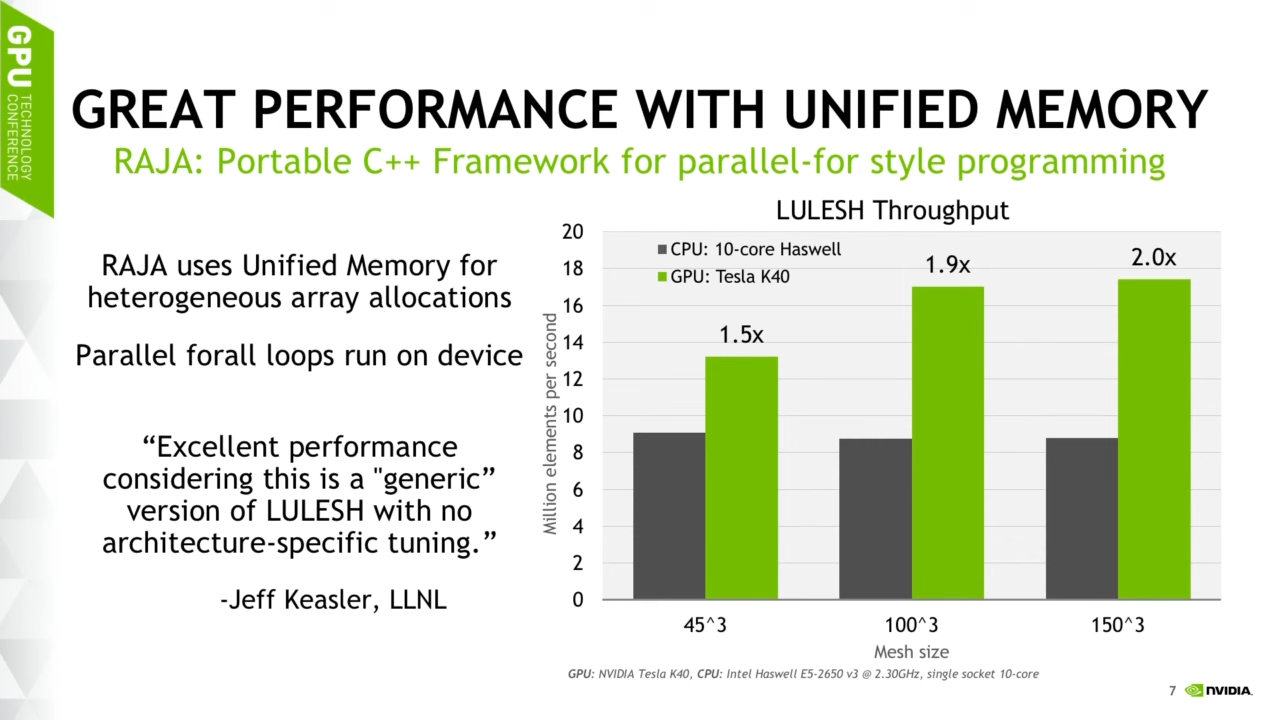 GPU TECHNOLOGY
CONFERENCE
GREAT PERFORMANCE WITH UNIFIED MEMORY
RAJA: Portable C++ Framework for parallel-for style programming
RAJA uses Unified Memory for
heterogeneous array allocations
Parallel forall loops run on device
“Excellent performance
considering this is a "generic”
version of LULESH with no
architecture-specific tuning.”
-Jeff Keasler, LLNL
LULESH Throughput
CPU: 10-core Haswell
GPU: Tesla K40
Million elements per second
20
18
16
14
12
10
8
6
4
2
0
1.5x
1.9x
2.0x
45^3
100^3
150^3
Mesh size
GPU: NVIDIA Tesla K40, CPU: Intel Haswell E5-2650 v3 @ 2.30GHz, single socket 10-core
7 NVIDIA.